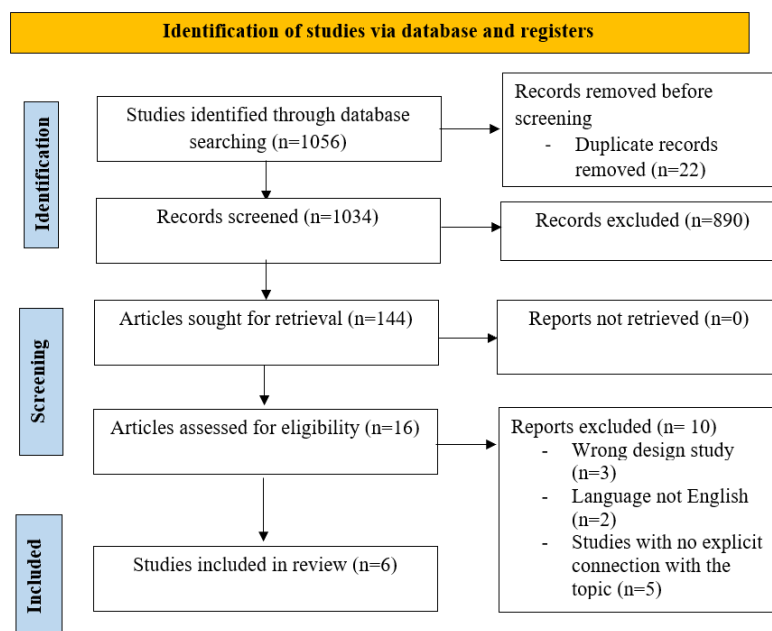 Identification of studies via database and registers
Identification
Studies identified through database
searching (n=1056)
Records removed before
screening
- Duplicate records
removed (n=22)
Records screened (n=1034)
Records excluded (n=890)
Screening
Articles sought for retrieval (n=144)
Reports not retrieved (n=0)
Articles assessed for eligibility (n=16)
Reports excluded (n= 10)
- Wrong design study
(n=3)
- Language not English
(n=2)
- Studies with no explicit
connection with the
topic (n=5)
Included
Studies included in review (n=6)